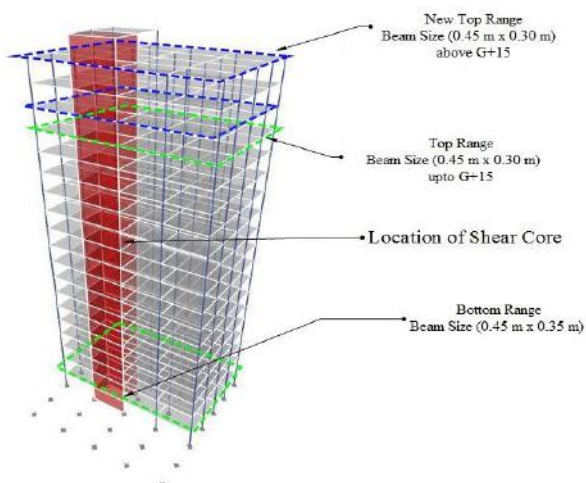 New Top Range
Beam Size (0.45 m x 0.30 m)
above G+15
Top Range
Beam Size (0.45 m x 0.30 m)
upto G+15
Location of Shear Core
Bottom Range
Beam Size (0.45 m x 0.35 m)